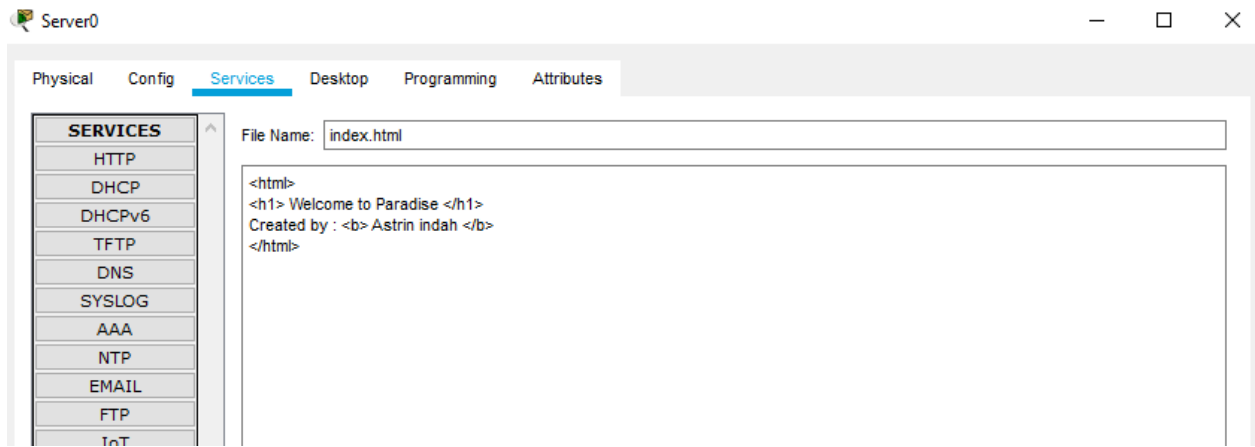 Server0
Physical Config Services Desktop Programming Attributes
SERVICES
HTTP
DHCP
DHCPv6
TFTP
DNS
SYSLOG
AAA
NTP
EMAIL
FTP
IoT
File Name: index.html
<html>
<h1> Welcome to Paradise </h1>
Created by : <b> Astrin indah </b>
</html>